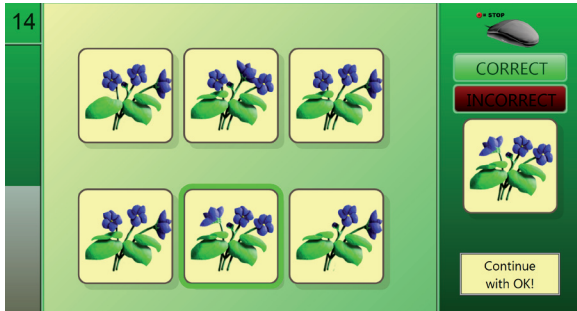 14
= STOP
CORRECT
INCORRECT
Continue
with OK!